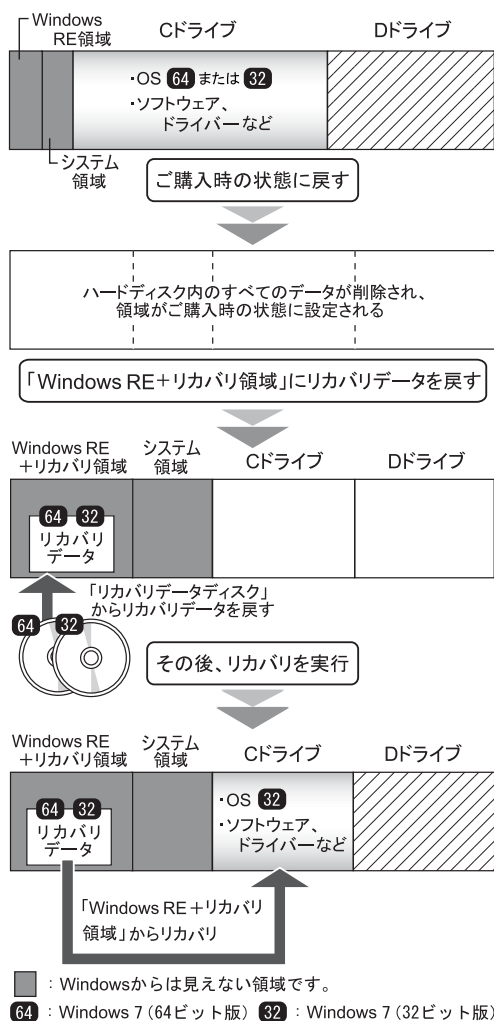 Windows
RE領域
Cドライブ
Dドライブ
・OS 64 または 32
・ソフトウェア、
ドライバーなど
システム
領域
ご購入時の状態に戻す
ハードディスク内のすべてのデータが削除され、
領域がご購入時の状態に設定される
「Windows RE+リカバリ領域」にリカバリデータを戻す
Windows RE
+リカバリ領域
システム
領域
Cドライブ
Dドライブ
64 32
リカバリ
データ
「リカバリデータディスク」
からリカバリデータを戻す
64 32
その後、リカバリを実行
Windows RE
+リカバリ領域
システム
領域
Cドライブ
Dドライブ
64 32
リカバリ
データ
・OS 32
・ソフトウェア、
ドライバーなど
「Windows RE+リカバリ
領域」からリカバリ
：Windowsからは見えない領域です。
64：Windows 7（64ビット版） 32：Windows 7（32ビット版）